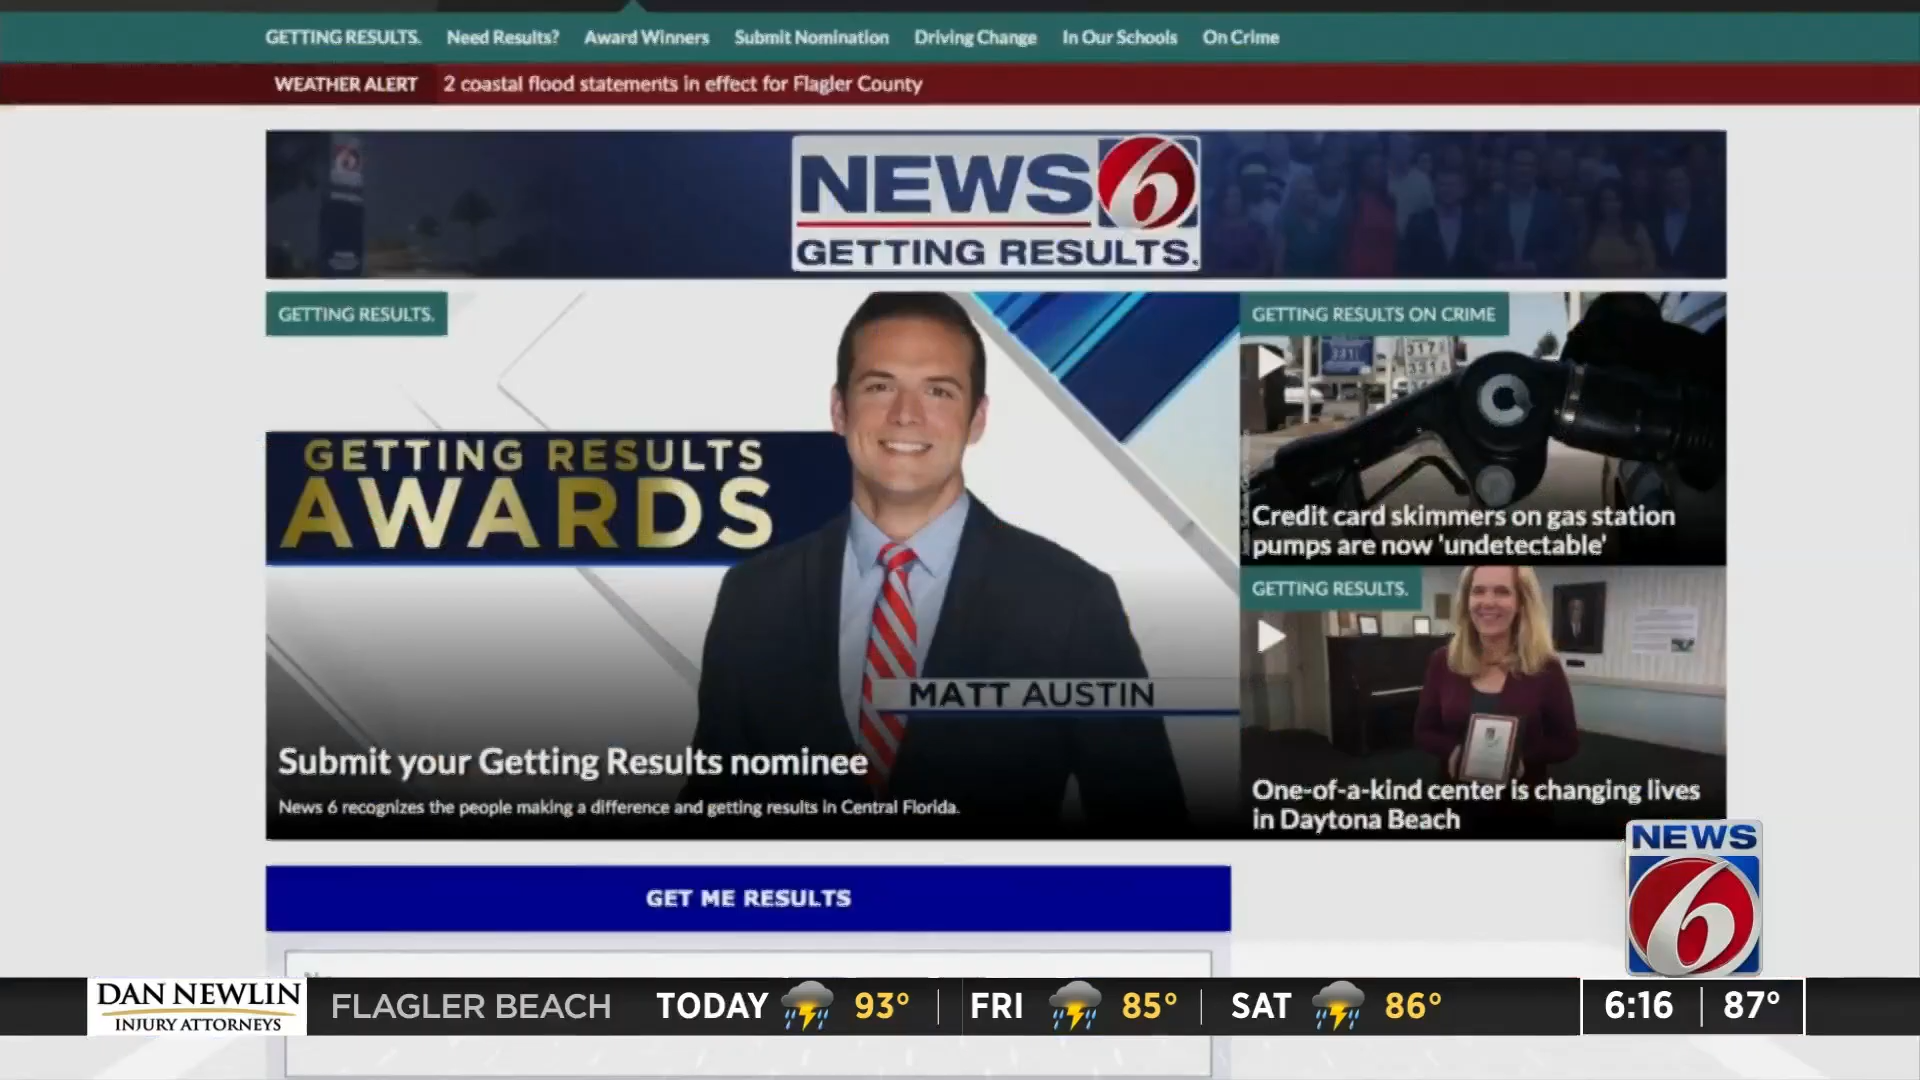 GETTING RESULTS. Need Results? Award Winners Submit Nomination Driving Change In Our Schools On Crime
WEATHER ALERT 2 coastal flood statements in effect for Flagler County
NEWS 6
GETTING RESULTS.
GETTING RESULTS.
GETTING RESULTS
AWARDS
MATT AUSTIN
Submit your Getting Results nominee
News 6 recognizes the people making a difference and getting results in Central Florida.
GETTING RESULTS ON CRIME
Credit card skimmers on gas station
pumps are now 'undetectable'
GETTING RESULTS.
One-of-a-kind center is changing lives
in Daytona Beach
GET ME RESULTS
NEWS
6
DAN NEWLIN
INJURY ATTORNEYS
FLAGLER BEACH TODAY 93° FRI 85° SAT 86° 6:16 87°